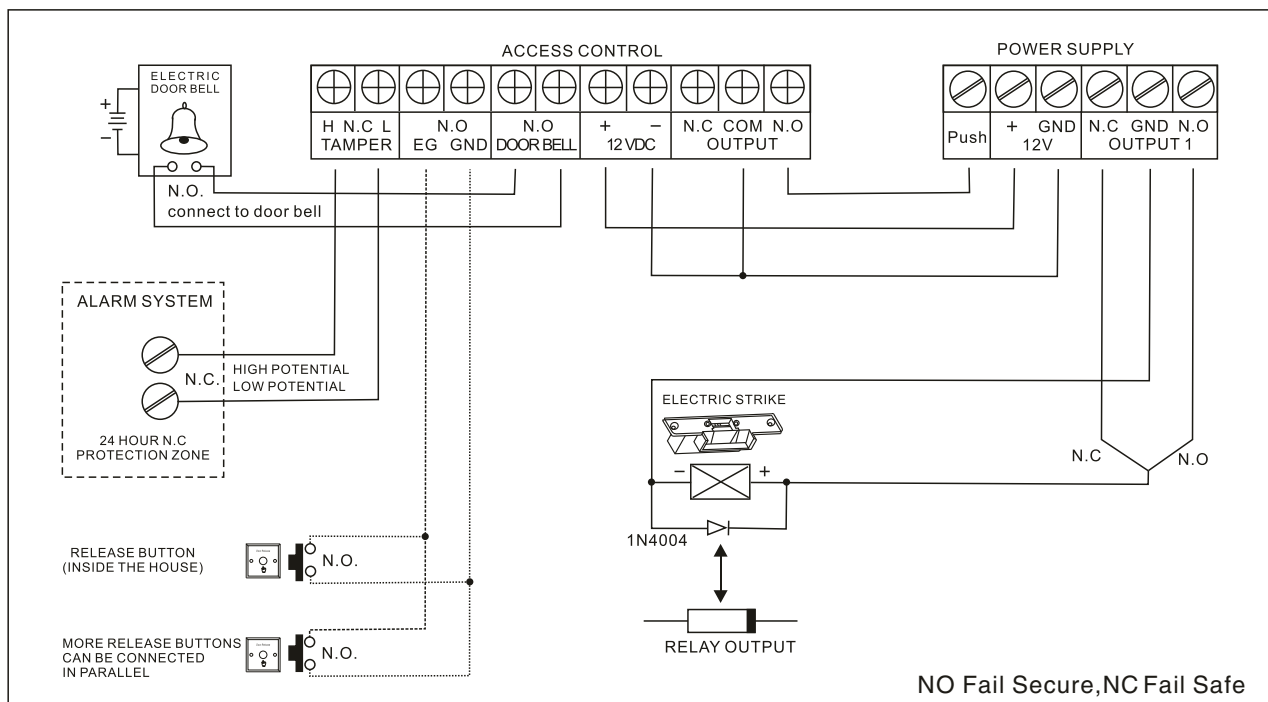 ACCESS CONTROL
POWER SUPPLY
ELECTRIC
DOOR BELL
+
−
H N.C L
TAMPER
N.O
EG GND
N.O
DOOR BELL
+ −
12 VDC
N.C COM N.O
OUTPUT
Push
+ GND
12V
N.C GND N.O
OUTPUT 1
N.O.
connect to door bell
ALARM SYSTEM
N.C.
HIGH POTENTIAL
LOW POTENTIAL
24 HOUR N.C
PROTECTION ZONE
ELECTRIC STRIKE
− +
1N4004
N.C
N.O
RELEASE BUTTON
(INSIDE THE HOUSE)
N.O.
RELAY OUTPUT
MORE RELEASE BUTTONS
CAN BE CONNECTED
IN PARALLEL
N.O.
NO Fail Secure,NC Fail Safe